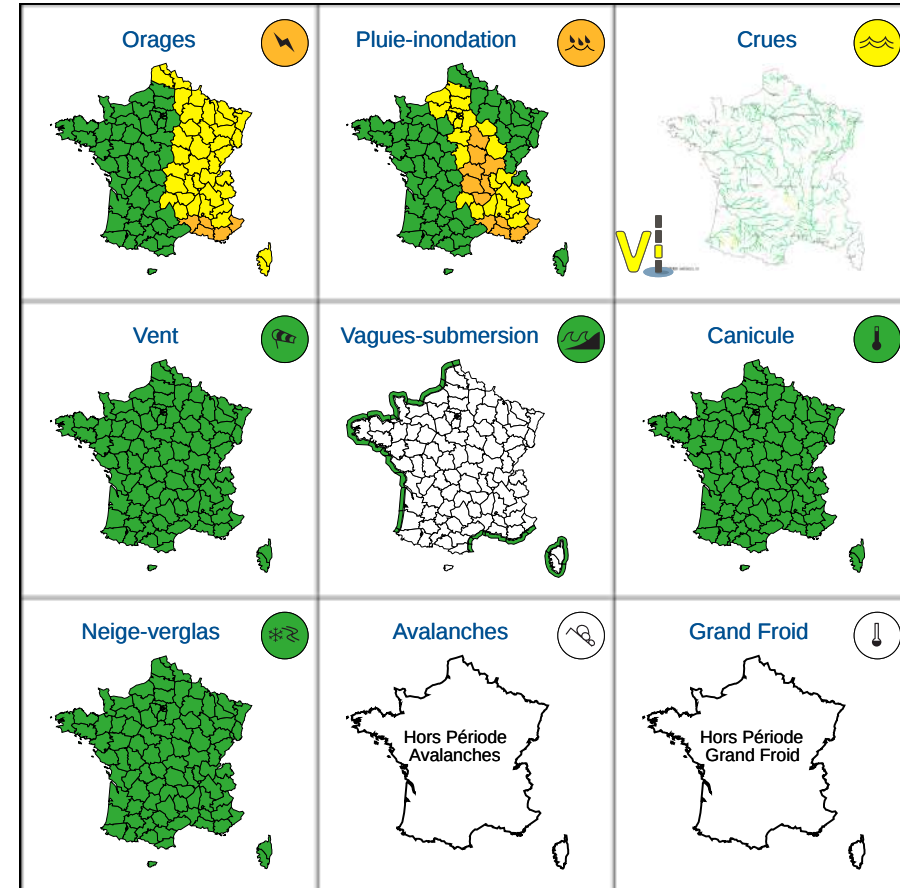 Orages
Pluie-inondation
Crues
Vi
Vent
Vagues-submersion
Canicule
Neige-verglas
Avalanches
Grand Froid
Hors Période
Avalanches
Hors Période
Grand Froid